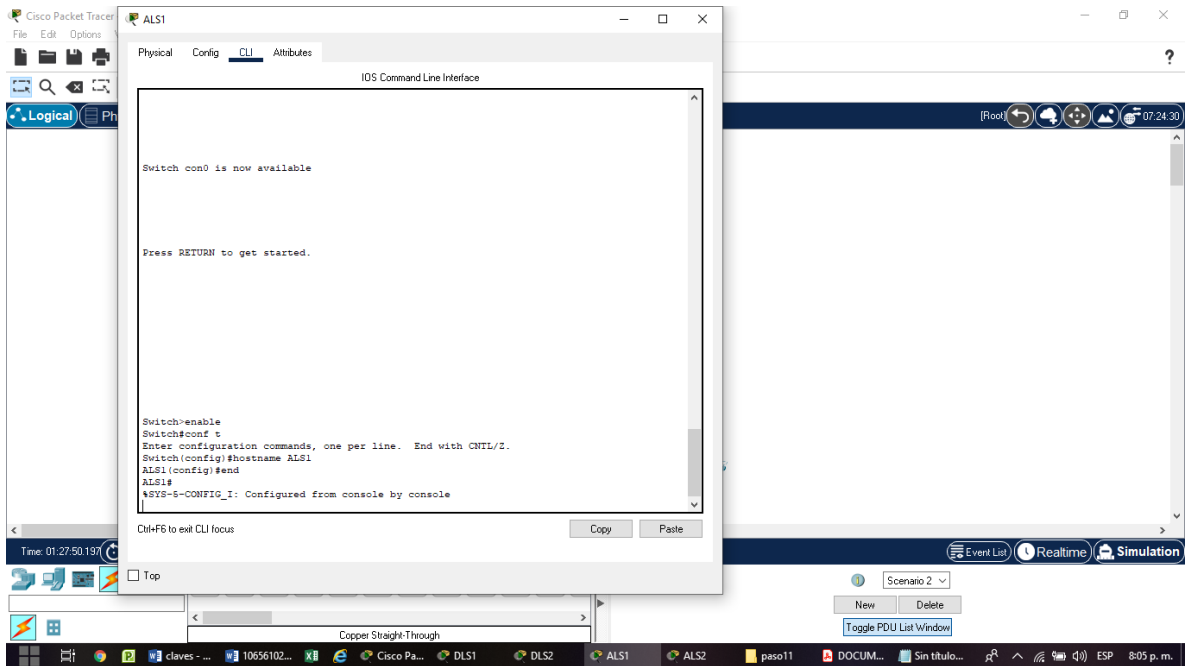 Cisco Packet Tracer
ALS1
File Edit Options
Physical Config CLI Attributes
IOS Command Line Interface
?
Logical
Ph
[Root]
07:24:30
Switch con0 is now available
Press RETURN to get started.
Switch>enable
Switch#conf t
Enter configuration commands, one per line. End with CNTL/Z.
Switch(config)#hostname ALS1
ALS1(config)#end
ALS1#
%SYS-5-CONFIG_I: Configured from console by console
Ctrl+F6 to exit CLI focus
Copy Paste
Top
Time: 01:27:50.197
Event List
Realtime
Simulation
Scenario 2
New Delete
Toggle PDU List Window
Copper Straight-Through
claves - ... 10656102... Cisco Pa... DLS1 DLS2 ALS1 ALS2 paso11 DOCUM... Sin título... ESP 8:05 p. m.